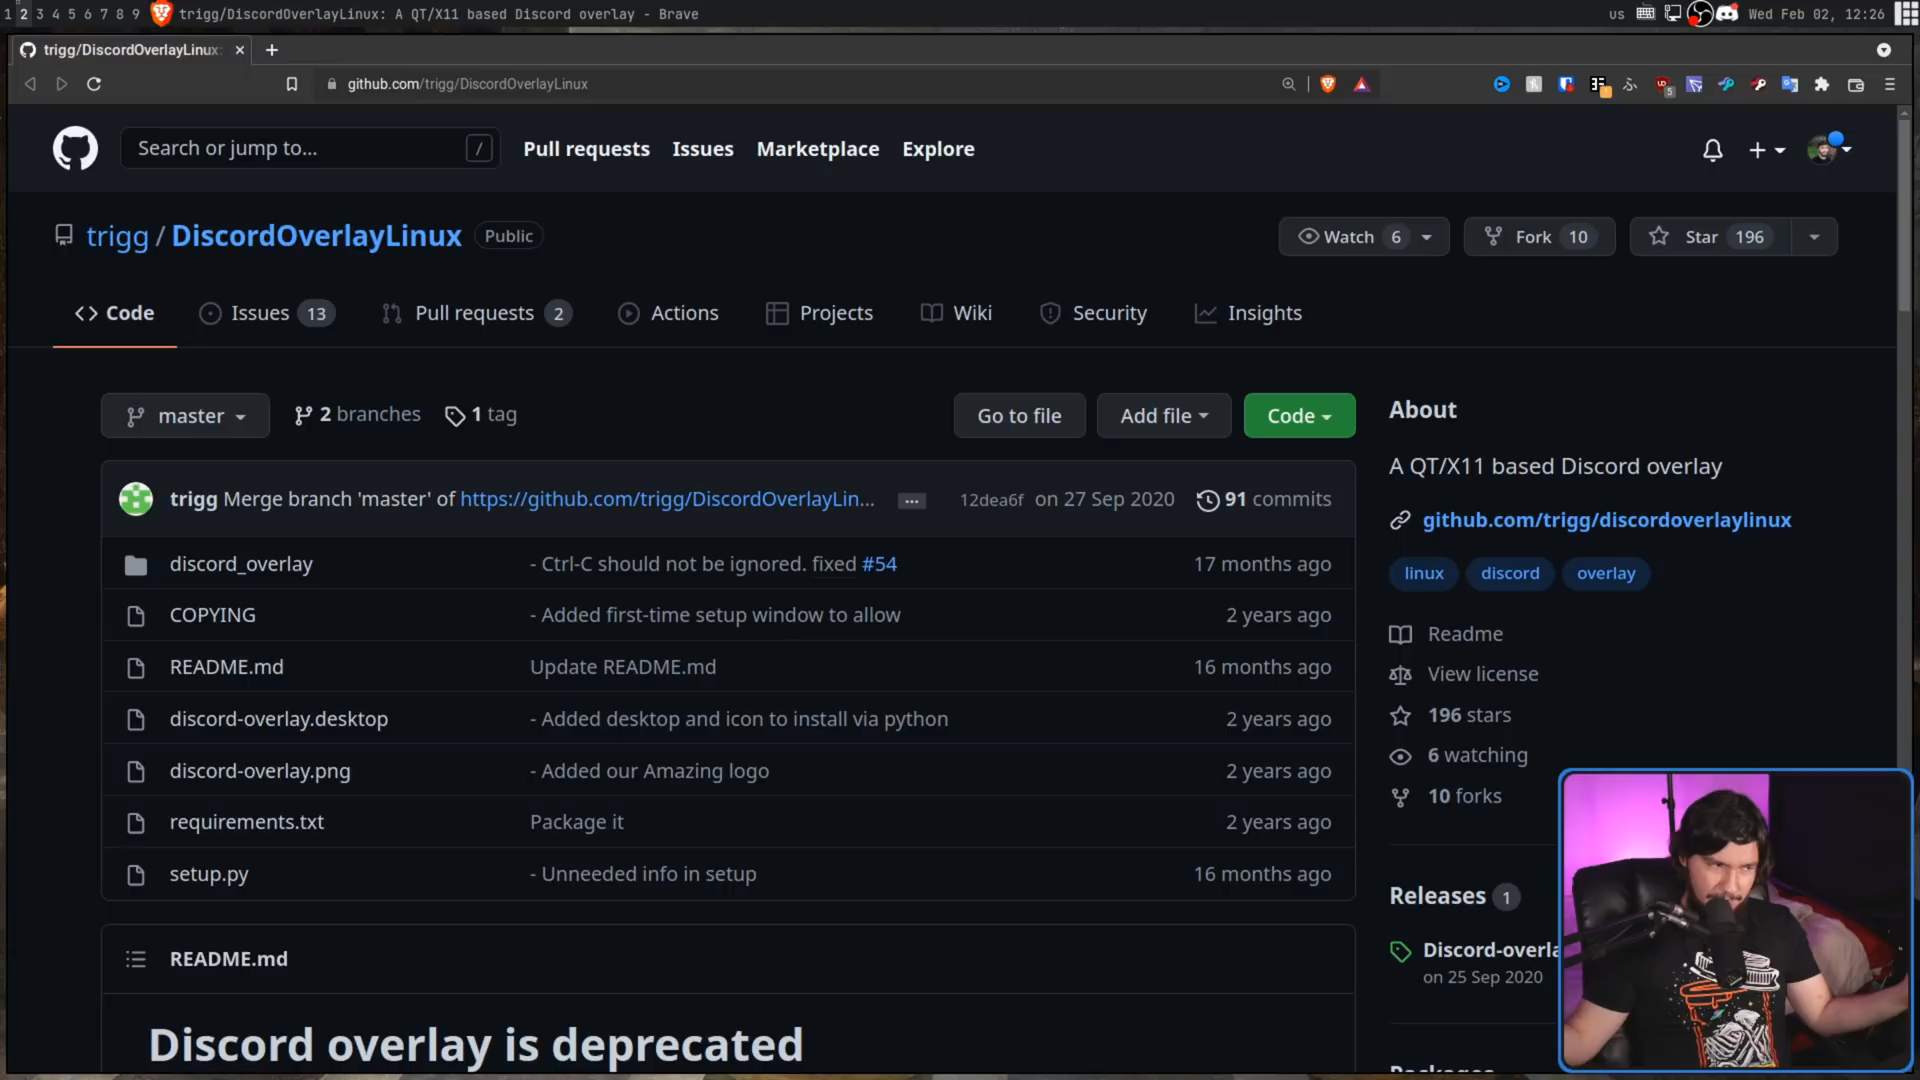 1 2 3 4 5 6 7 8 9 trigg/DiscordOverlayLinux: A QT/X11 based Discord overlay - Brave us Wed Feb 02, 12:26
trigg/DiscordOverlayLinux:
github.com/trigg/DiscordOverlayLinux
Search or jump to... / Pull requests Issues Marketplace Explore
trigg / DiscordOverlayLinux Public Watch 6 Fork 10 Star 196
Code Issues 13 Pull requests 2 Actions Projects Wiki Security Insights
master 2 branches 1 tag Go to file Add file Code
trigg Merge branch 'master' of https://github.com/trigg/DiscordOverlayLin... ... 12dea6f on 27 Sep 2020 91 commits
discord_overlay - Ctrl-C should not be ignored. fixed #54 17 months ago
COPYING - Added first-time setup window to allow 2 years ago
README.md Update README.md 16 months ago
discord-overlay.desktop - Added desktop and icon to install via python 2 years ago
discord-overlay.png - Added our Amazing logo 2 years ago
requirements.txt Package it 2 years ago
setup.py - Unneeded info in setup 16 months ago
README.md
Discord overlay is deprecated
About
A QT/X11 based Discord overlay
github.com/trigg/discordoverlaylinux
linux discord overlay
Readme
View license
196 stars
6 watching
10 forks
Releases 1
Discord-overla
on 25 Sep 2020